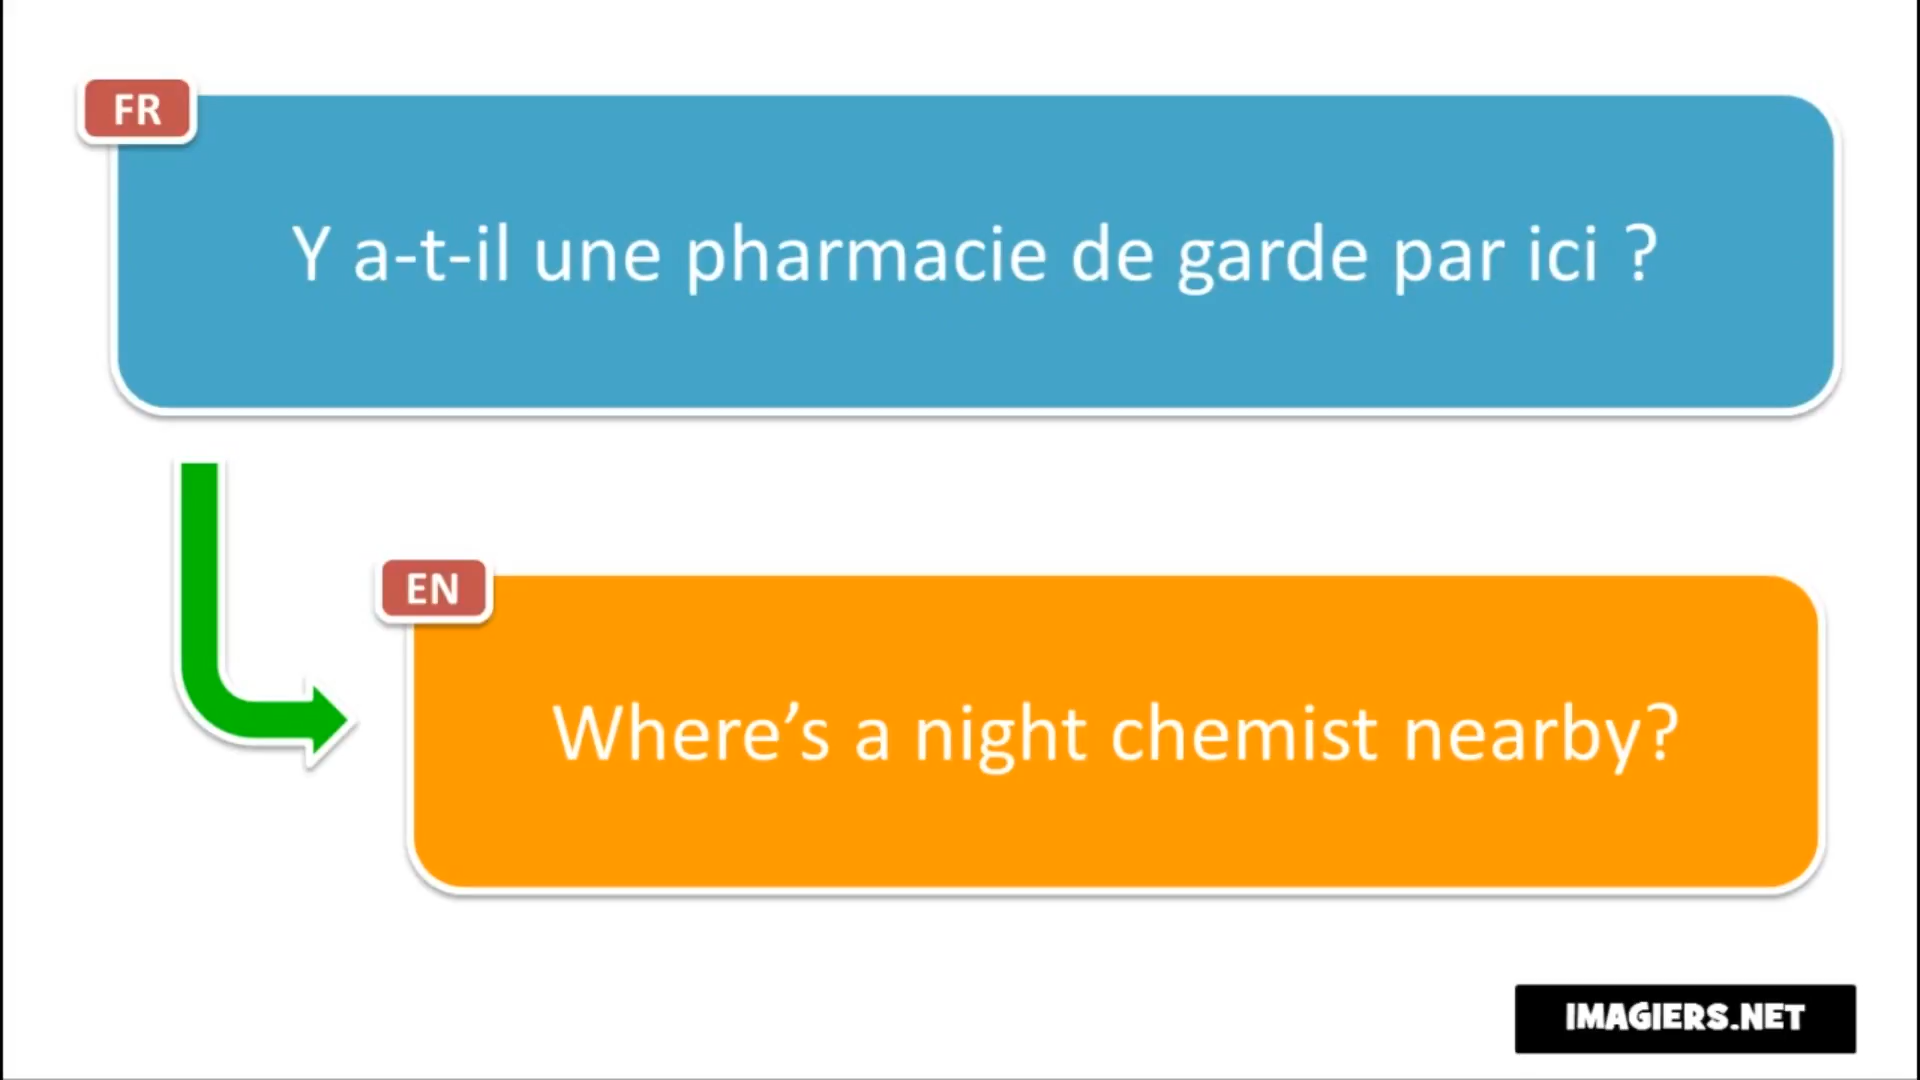 FR
Y a-t-il une pharmacie de garde par ici ?
EN
Where’s a night chemist nearby?
IMAGIERS.NET